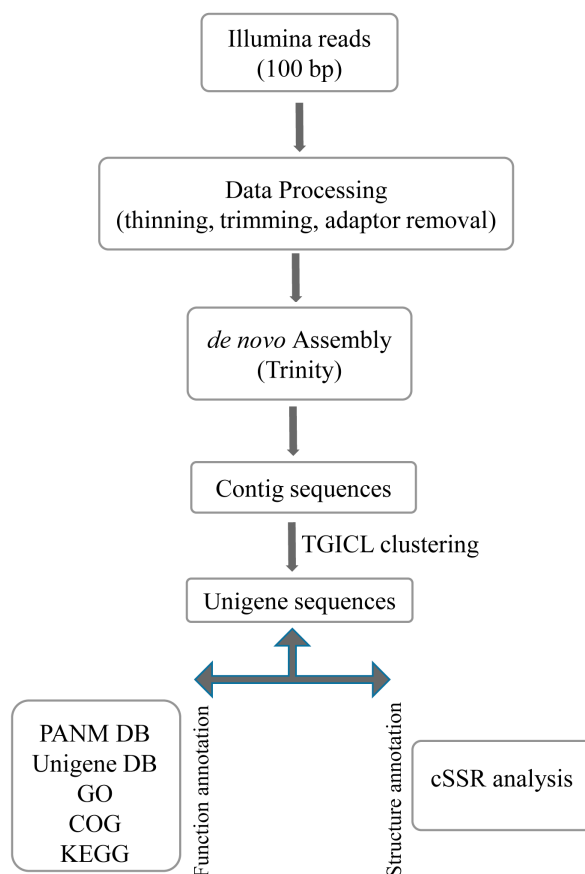 Illumina reads
(100 bp)
Data Processing
(thinning, trimming, adaptor removal)
de novo Assembly
(Trinity)
Contig sequences
TGICL clustering
Unigene sequences
PANM DB
Unigene DB
GO
COG
KEGG
Function annotation
Structure annotation
cSSR analysis